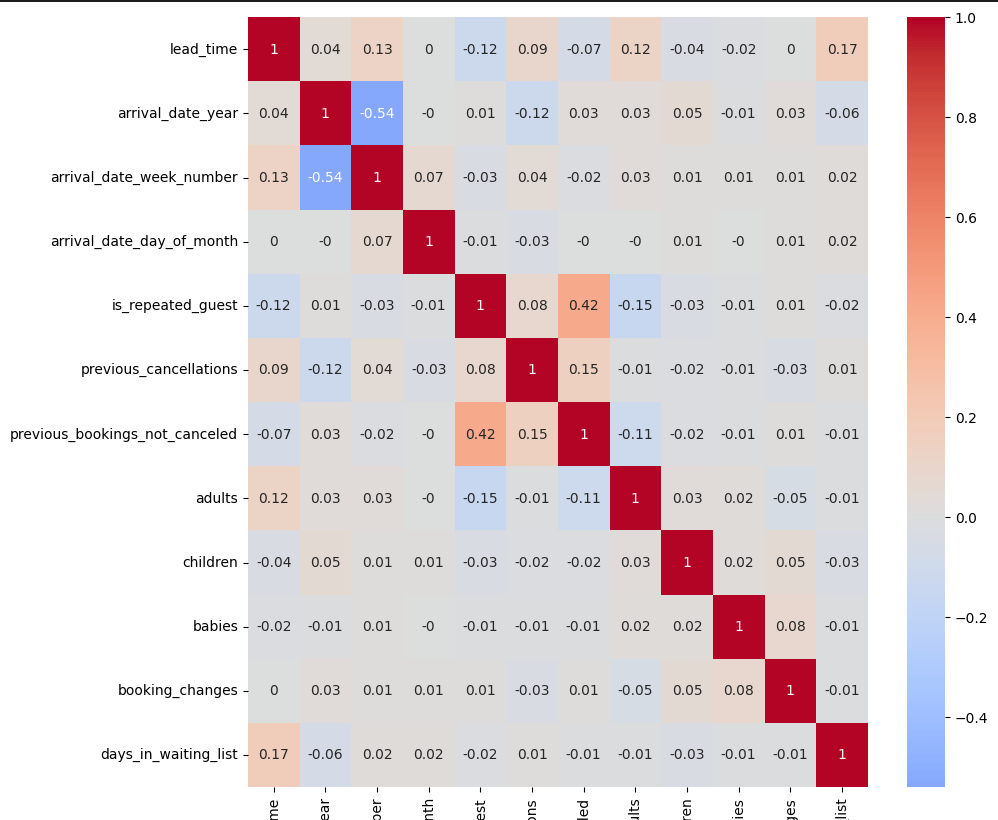 lead_time 1 0.04 0.13 0 -0.12 0.09 -0.07 0.12 -0.04 -0.02 0 0.17
arrival_date_year 0.04 1 -0.54 -0 0.01 -0.12 0.03 0.03 0.05 -0.01 0.03 -0.06
arrival_date_week_number 0.13 -0.54 1 0.07 -0.03 0.04 -0.02 0.03 0.01 0.01 0.01 0.02
arrival_date_day_of_month 0 -0 0.07 1 -0.01 -0.03 -0 -0 0.01 -0 0.01 0.02
is_repeated_guest -0.12 0.01 -0.03 -0.01 1 0.08 0.42 -0.15 -0.03 -0.01 0.01 -0.02
previous_cancellations 0.09 -0.12 0.04 -0.03 0.08 1 0.15 -0.01 -0.02 -0.01 -0.03 0.01
previous_bookings_not_canceled -0.07 0.03 -0.02 -0 0.42 0.15 1 -0.11 -0.02 -0.01 0.01 -0.01
adults 0.12 0.03 0.03 -0 -0.15 -0.01 -0.11 1 0.03 0.02 -0.05 -0.01
children -0.04 0.05 0.01 0.01 -0.03 -0.02 -0.02 0.03 1 0.02 0.05 -0.03
babies -0.02 -0.01 0.01 -0 -0.01 -0.01 -0.01 0.02 0.02 1 0.08 -0.01
booking_changes 0 0.03 0.01 0.01 0.01 -0.03 0.01 -0.05 0.05 0.08 1 -0.01
days_in_waiting_list 0.17 -0.06 0.02 0.02 -0.02 0.01 -0.01 -0.01 -0.03 -0.01 -0.01 1
me ear ber nth est ons led ults ren ies ges list
1.0
0.8
0.6
0.4
0.2
0.0
−0.2
−0.4